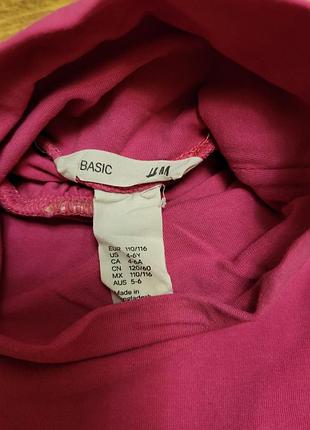 BASIC H&M
EUR 110/116
US 4-6Y
CA 4-6A
CN 120/60
MX 110/116
AUS 5-6
Made in